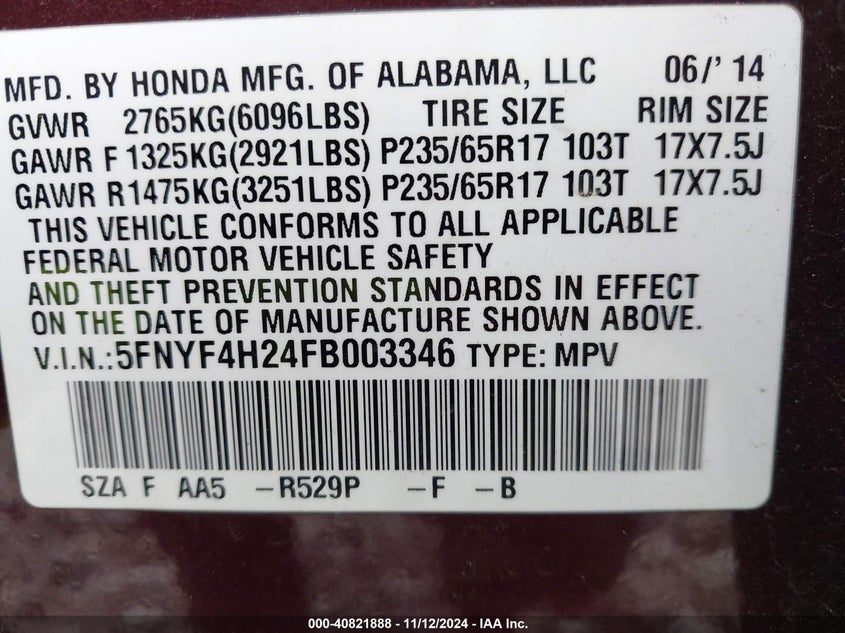 MFD. BY HONDA MFG. OF ALABAMA, LLC 06/' 14
GVWR 2765KG(6096LBS) TIRE SIZE RIM SIZE
GAWR F1325KG(2921LBS) P235/65R17 103T 17X7.5J
GAWR R1475KG(3251LBS) P235/65R17 103T 17X7.5J
THIS VEHICLE CONFORMS TO ALL APPLICABLE
FEDERAL MOTOR VEHICLE SAFETY
AND THEFT PREVENTION STANDARDS IN EFFECT
ON THE DATE OF MANUFACTURE SHOWN ABOVE.
V.I.N.:5FNYF4H24FB003346 TYPE: MPV
SZA F AA5 -R529P -F -B
000-40821888 - 11/12/2024 - IAA Inc.